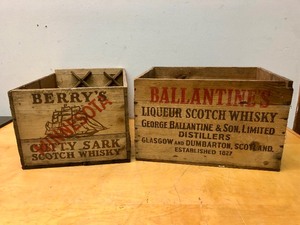 BERRY'S
MINNESOTA
CUTTY SARK
SCOTCH WHISKY
BALLANTINE'S
LIQUEUR SCOTCH WHISKY
GEORGE BALLANTINE & SON, LIMITED
DISTILLERS
GLASGOW AND DUMBARTON, SCOTLAND.
ESTABLISHED 1827